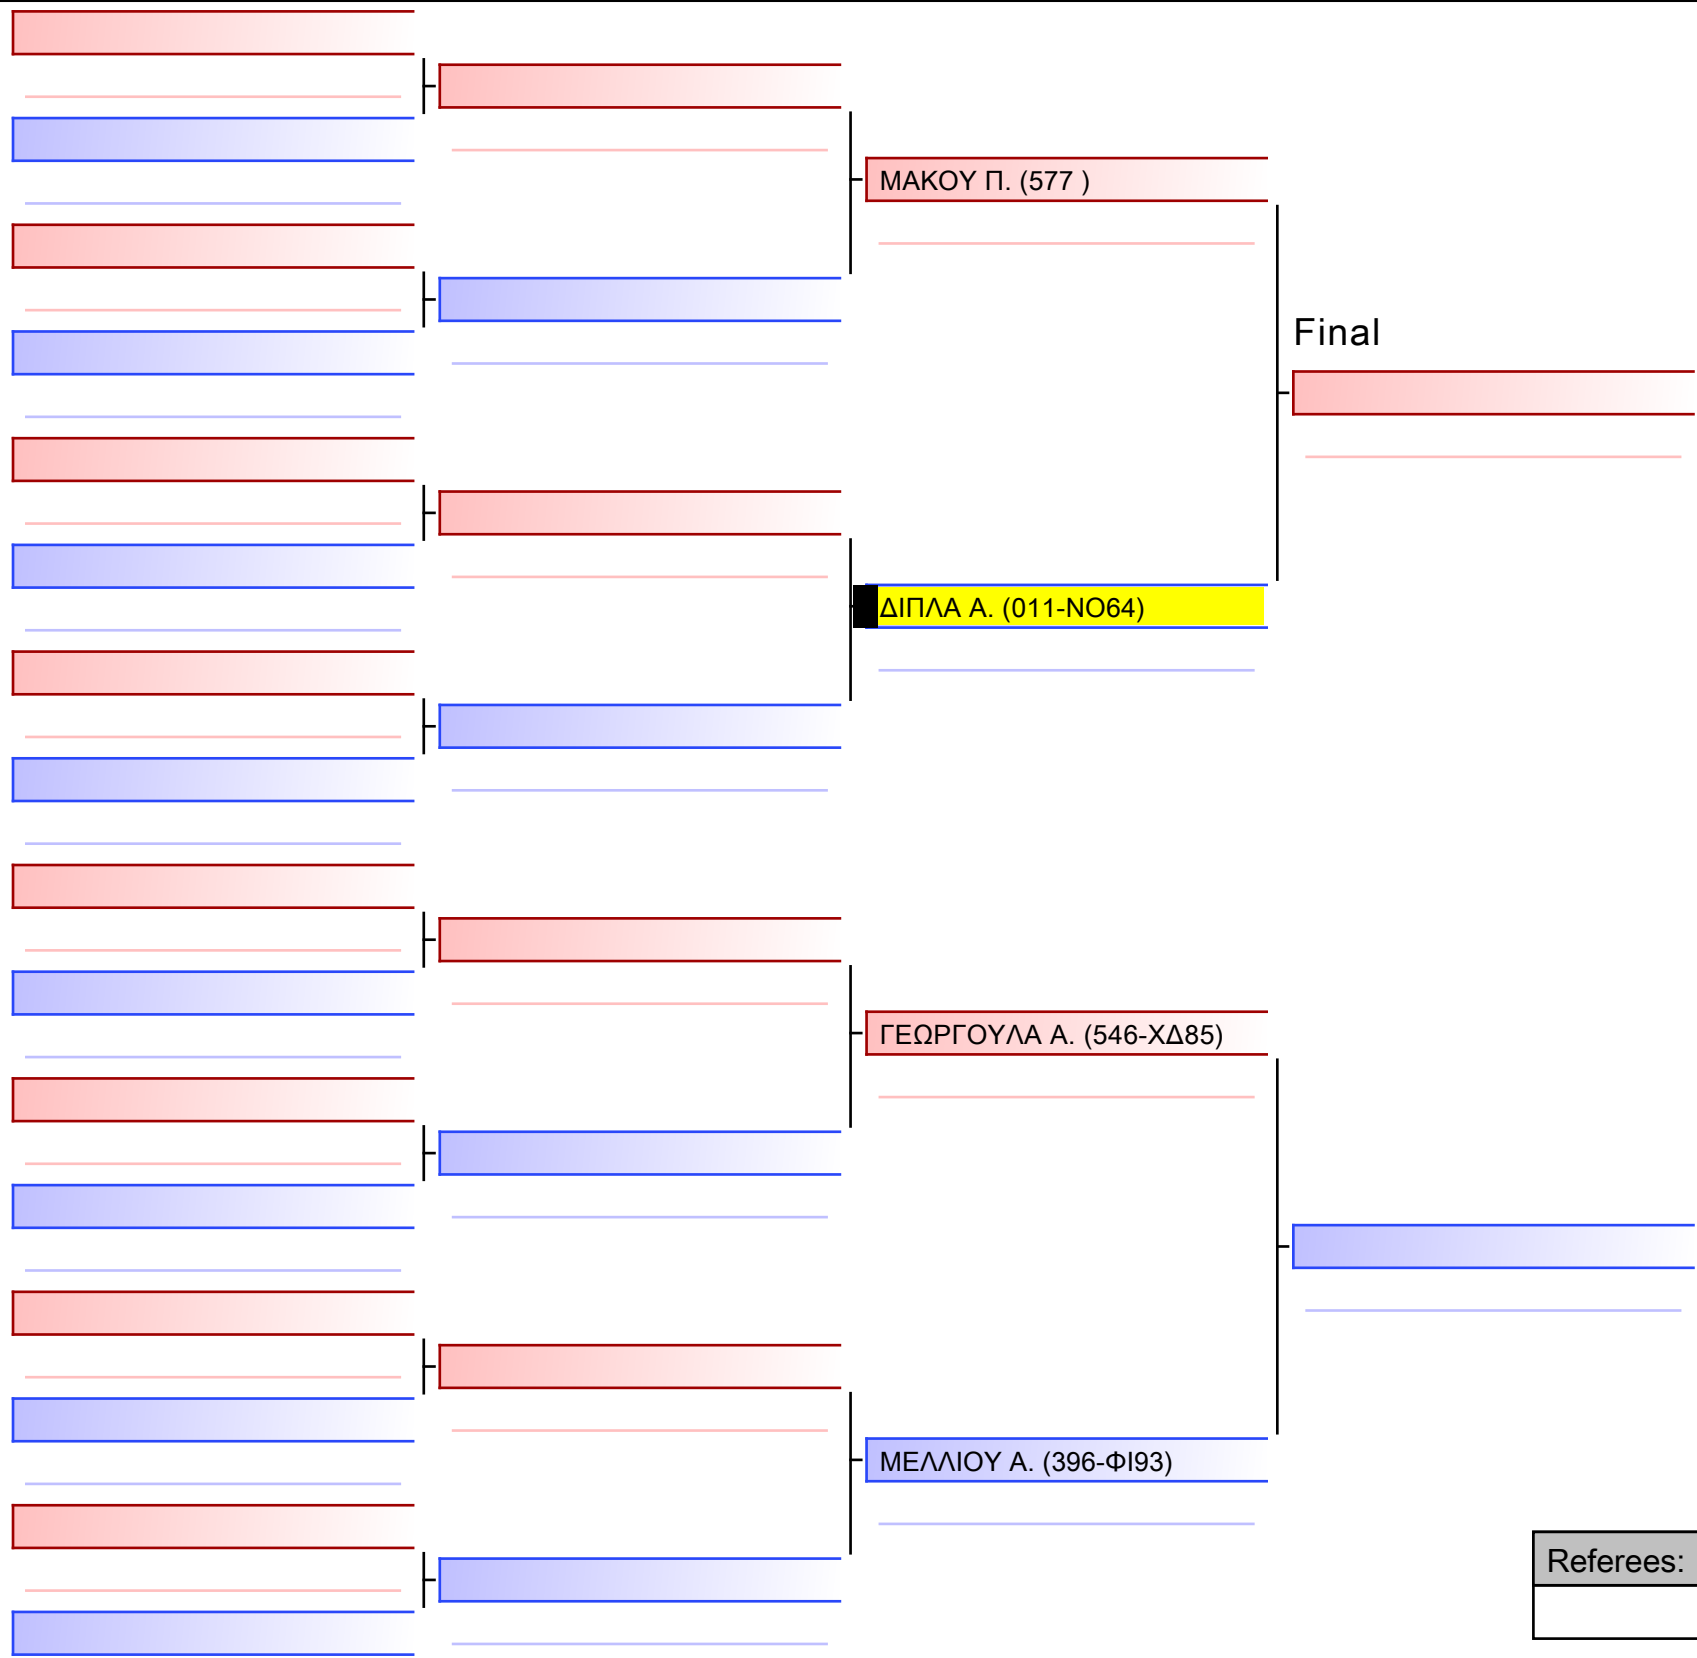 ΜΑΚΟΥ Π. (577 )
Final
ΔΙΠΛΑ Α. (011-ΝΟ64)
ΓΕΩΡΓΟΥΛΑ Α. (546-ΧΔ85)
ΜΕΛΛΙΟΥ Α. (396-ΦΙ93)
Referees: